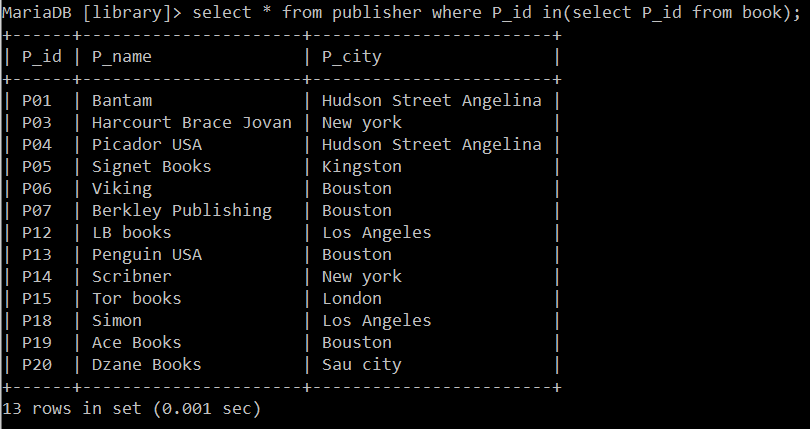 MariaDB [library]> select * from publisher where P_id in(select P_id from book);
+------+----------------------+------------------------+
| P_id | P_name               | P_city                 |
+------+----------------------+------------------------+
| P01  | Bantam               | Hudson Street Angelina |
| P03  | Harcourt Brace Jovan | New york               |
| P04  | Picador USA          | Hudson Street Angelina |
| P05  | Signet Books         | Kingston               |
| P06  | Viking               | Bouston                |
| P07  | Berkley Publishing   | Bouston                |
| P12  | LB books             | Los Angeles            |
| P13  | Penguin USA          | Bouston                |
| P14  | Scribner             | New york               |
| P15  | Tor books            | London                 |
| P18  | Simon                | Los Angeles            |
| P19  | Ace Books            | Bouston                |
| P20  | Dzane Books          | Sau city               |
+------+----------------------+------------------------+
13 rows in set (0.001 sec)